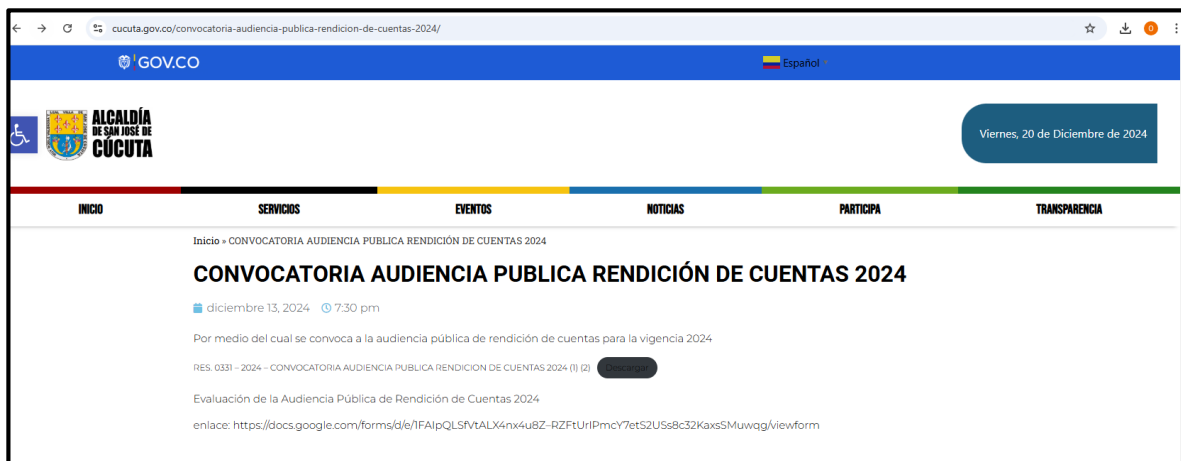 cucuta.gov.co/convocatoria-audiencia-publica-rendicion-de-cuentas-2024/
GOV.CO
Español
ALCALDÍA
DE SAN JOSÉ DE
CÚCUTA
Viernes, 20 de Diciembre de 2024
INICIO SERVICIOS EVENTOS NOTICIAS PARTICIPA TRANSPARENCIA
Inicio » CONVOCATORIA AUDIENCIA PUBLICA RENDICIÓN DE CUENTAS 2024
CONVOCATORIA AUDIENCIA PUBLICA RENDICIÓN DE CUENTAS 2024
diciembre 13, 2024 7:30 pm
Por medio del cual se convoca a la audiencia pública de rendición de cuentas para la vigencia 2024
RES. 0331 – 2024 – CONVOCATORIA AUDIENCIA PUBLICA RENDICION DE CUENTAS 2024 (1) (2) Descargar
Evaluación de la Audiencia Pública de Rendición de Cuentas 2024
enlace: https://docs.google.com/forms/d/e/1FAIpQLSfVtALX4nx4u8Z–RZFtUrIPmcY7etS2USs8c32KaxsSMuwqg/viewform